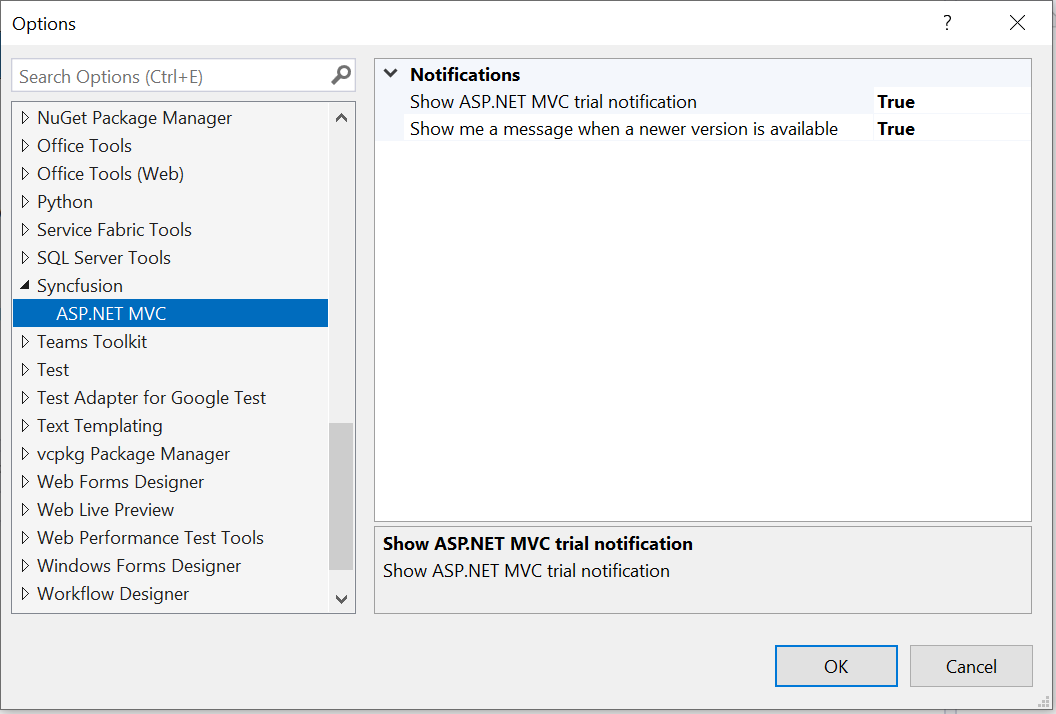 Options
?
Search Options (Ctrl+E)
NuGet Package Manager
Office Tools
Office Tools (Web)
Python
Service Fabric Tools
SQL Server Tools
Syncfusion
ASP.NET MVC
Teams Toolkit
Test
Test Adapter for Google Test
Text Templating
vcpkg Package Manager
Web Forms Designer
Web Live Preview
Web Performance Test Tools
Windows Forms Designer
Workflow Designer
Notifications
Show ASP.NET MVC trial notification True
Show me a message when a newer version is available True
Show ASP.NET MVC trial notification
Show ASP.NET MVC trial notification
OK
Cancel